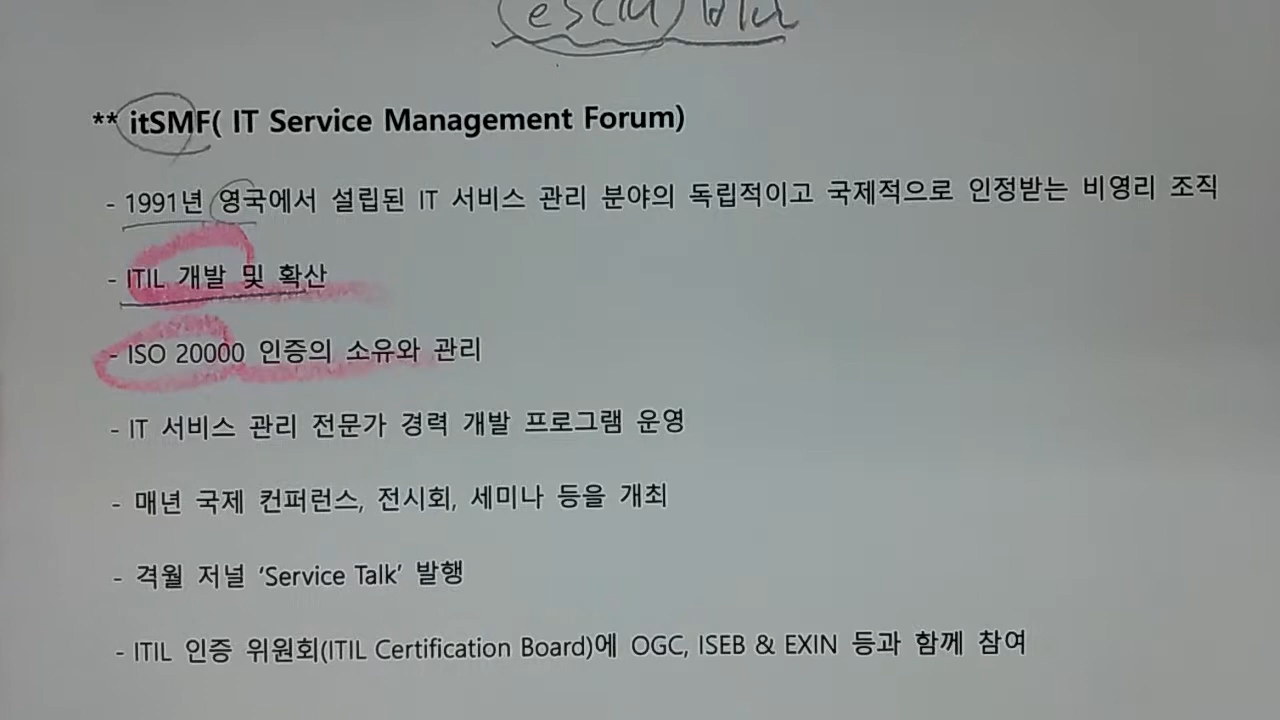 ** itSMF( IT Service Management Forum)
- 1991년 영국에서 설립된 IT 서비스 관리 분야의 독립적이고 국제적으로 인정받는 비영리 조직
- ITIL 개발 및 확산
- ISO 20000 인증의 소유와 관리
- IT 서비스 관리 전문가 경력 개발 프로그램 운영
- 매년 국제 컨퍼런스, 전시회, 세미나 등을 개최
- 격월 저널 ‘Service Talk’ 발행
- ITIL 인증 위원회(ITIL Certification Board)에 OGC, ISEB & EXIN 등과 함께 참여